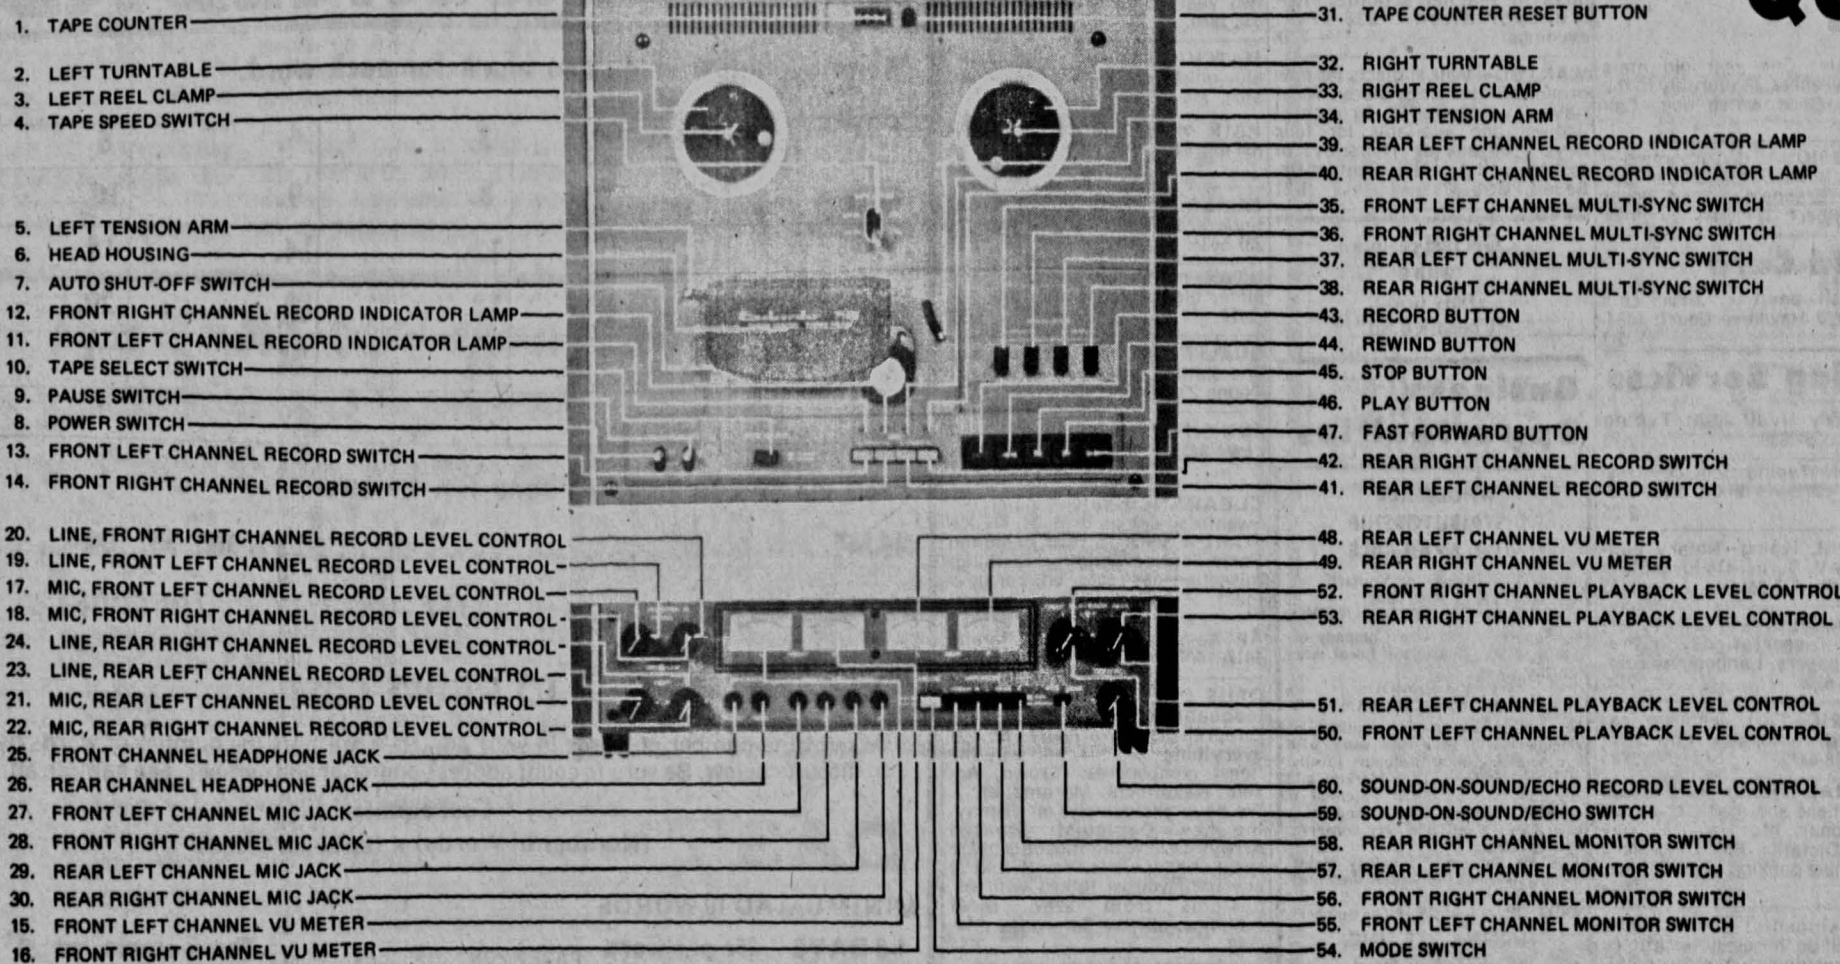 1. TAPE COUNTER
2. LEFT TURNTABLE
3. LEFT REEL CLAMP
4. TAPE SPEED SWITCH
5. LEFT TENSION ARM
6. HEAD HOUSING
7. AUTO SHUT-OFF SWITCH
12. FRONT RIGHT CHANNEL RECORD INDICATOR LAMP
11. FRONT LEFT CHANNEL RECORD INDICATOR LAMP
10. TAPE SELECT SWITCH
9. PAUSE SWITCH
8. POWER SWITCH
13. FRONT LEFT CHANNEL RECORD SWITCH
14. FRONT RIGHT CHANNEL RECORD SWITCH
20. LINE, FRONT RIGHT CHANNEL RECORD LEVEL CONTROL
19. LINE, FRONT LEFT CHANNEL RECORD LEVEL CONTROL
17. MIC, FRONT LEFT CHANNEL RECORD LEVEL CONTROL
18. MIC, FRONT RIGHT CHANNEL RECORD LEVEL CONTROL
24. LINE, REAR RIGHT CHANNEL RECORD LEVEL CONTROL
23. LINE, REAR LEFT CHANNEL RECORD LEVEL CONTROL
21. MIC, REAR LEFT CHANNEL RECORD LEVEL CONTROL
22. MIC, REAR RIGHT CHANNEL RECORD LEVEL CONTROL
25. FRONT CHANNEL HEADPHONE JACK
26. REAR CHANNEL HEADPHONE JACK
27. FRONT LEFT CHANNEL MIC JACK
28. FRONT RIGHT CHANNEL MIC JACK
29. REAR LEFT CHANNEL MIC JACK
30. REAR RIGHT CHANNEL MIC JACK
15. FRONT LEFT CHANNEL VU METER
16. FRONT RIGHT CHANNEL VU METER
31. TAPE COUNTER RESET BUTTON
32. RIGHT TURNTABLE
33. RIGHT REEL CLAMP
34. RIGHT TENSION ARM
39. REAR LEFT CHANNEL RECORD INDICATOR LAMP
40. REAR RIGHT CHANNEL RECORD INDICATOR LAMP
35. FRONT LEFT CHANNEL MULTI-SYNC SWITCH
36. FRONT RIGHT CHANNEL MULTI-SYNC SWITCH
37. REAR LEFT CHANNEL MULTI-SYNC SWITCH
38. REAR RIGHT CHANNEL MULTI-SYNC SWITCH
43. RECORD BUTTON
44. REWIND BUTTON
45. STOP BUTTON
46. PLAY BUTTON
47. FAST FORWARD BUTTON
42. REAR RIGHT CHANNEL RECORD SWITCH
41. REAR LEFT CHANNEL RECORD SWITCH
48. REAR LEFT CHANNEL VU METER
49. REAR RIGHT CHANNEL VU METER
52. FRONT RIGHT CHANNEL PLAYBACK LEVEL CONTROL
53. REAR RIGHT CHANNEL PLAYBACK LEVEL CONTROL
51. REAR LEFT CHANNEL PLAYBACK LEVEL CONTROL
50. FRONT LEFT CHANNEL PLAYBACK LEVEL CONTROL
60. SOUND-ON-SOUND/ECHO RECORD LEVEL CONTROL
59. SOUND-ON-SOUND/ECHO SWITCH
58. REAR RIGHT CHANNEL MONITOR SWITCH
57. REAR LEFT CHANNEL MONITOR SWITCH
56. FRONT RIGHT CHANNEL MONITOR SWITCH
55. FRONT LEFT CHANNEL MONITOR SWITCH
54. MODE SWITCH